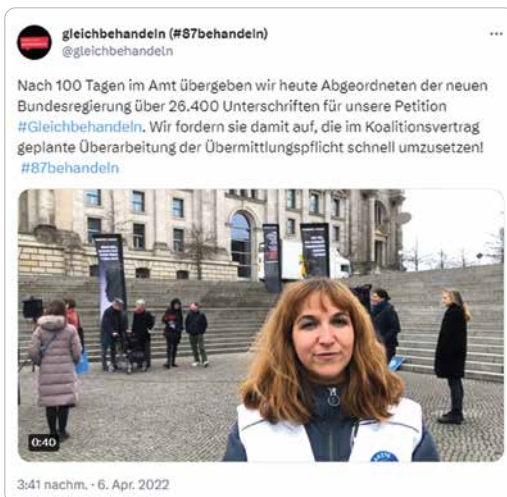 gleichbehandeln (#87behandeln)
@gleichbehandeln
Nach 100 Tagen im Amt übergeben wir heute Abgeordneten der neuen
Bundesregierung über 26.400 Unterschriften für unsere Petition
#Gleichbehandeln. Wir fordern sie damit auf, die im Koalitionsvertrag
geplante Überarbeitung der Übermittlungspflicht schnell umzusetzen!
#87behandeln
0:40
3:41 nachm. · 6. Apr. 2022